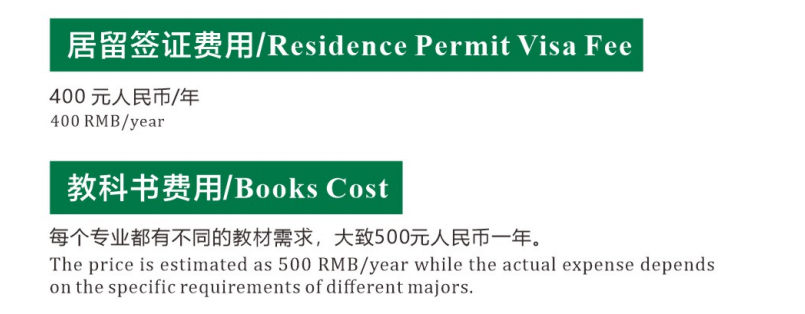 居留签证费用/Residence Permit Visa Fee
400 元人民币/年
400 RMB/year
教科书费用/Books Cost
每个专业都有不同的教材需求，大致500元人民币一年。
The price is estimated as 500 RMB/year while the actual expense depends
on the specific requirements of different majors.